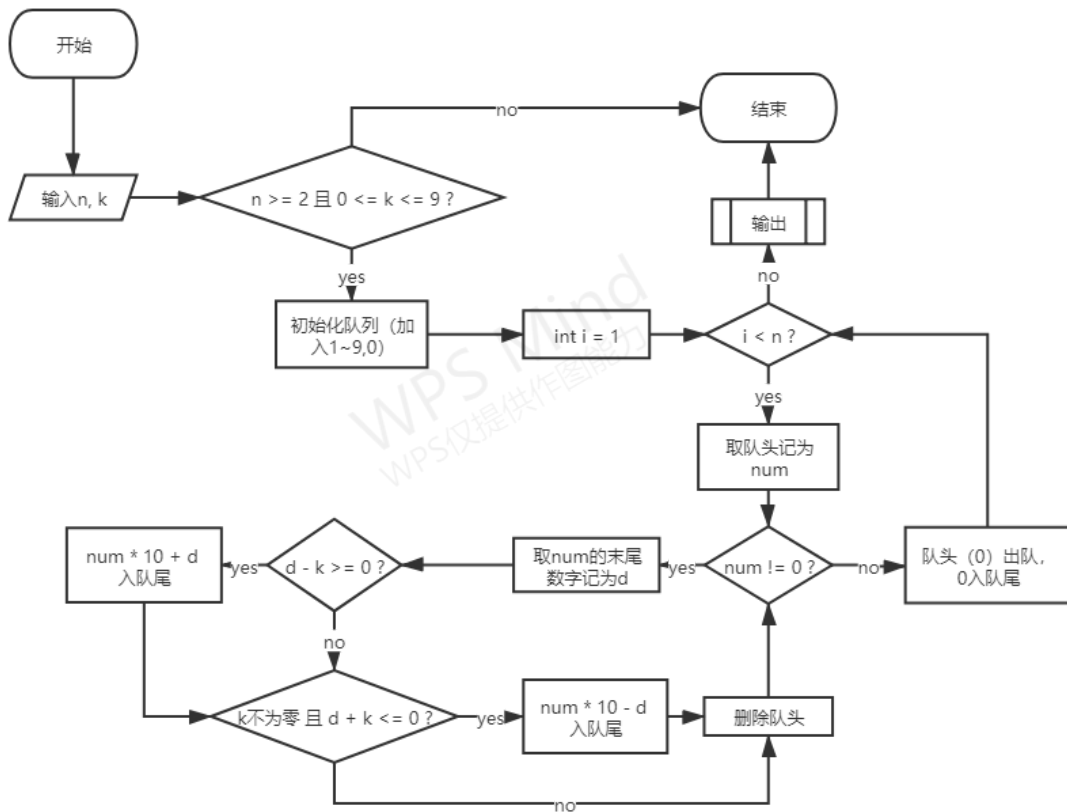 开始
no
结束
输入n, k
n >= 2 且 0 <= k <= 9 ?
输出
yes
no
初始化队列（加
入1~9,0）
int i = 1
i < n ?
WPS Mind
WPS仅提供作图能力
yes
取队头记为
num
num * 10 + d
入队尾
yes
d - k >= 0 ?
取num的末尾
数字记为d
yes
num != 0 ?
no
队头（0）出队，
0入队尾
no
k不为零 且 d + k <= 0 ?
yes
num * 10 - d
入队尾
删除队头
no